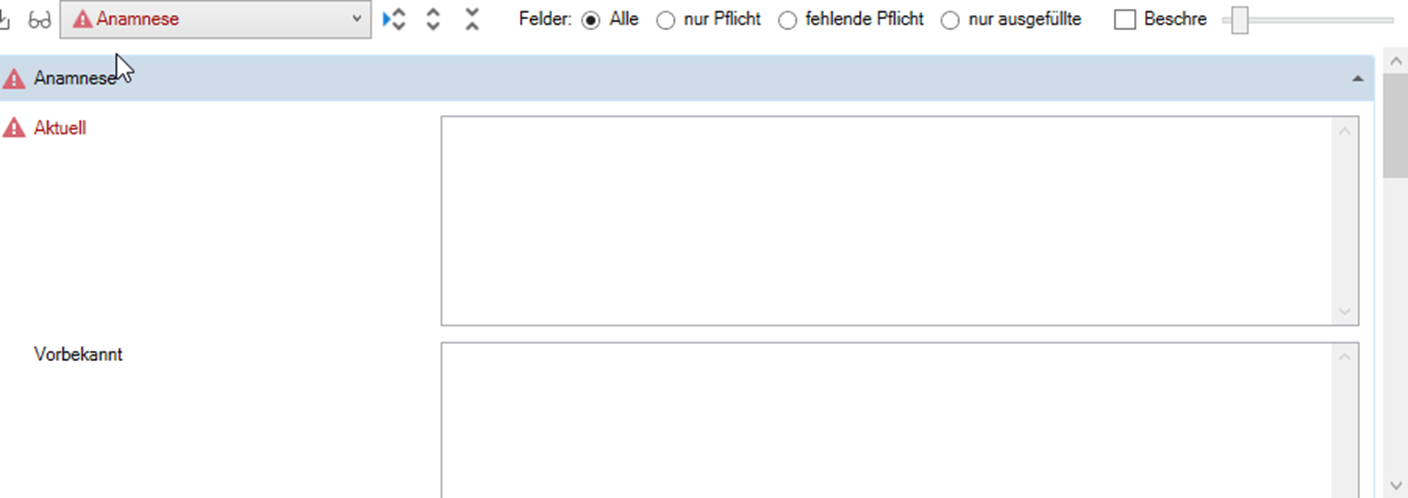 Anamnese Felder: Alle nur Pflicht fehlende Pflicht nur ausgefüllte Beschre
Anamnese
Aktuell
Vorbekannt